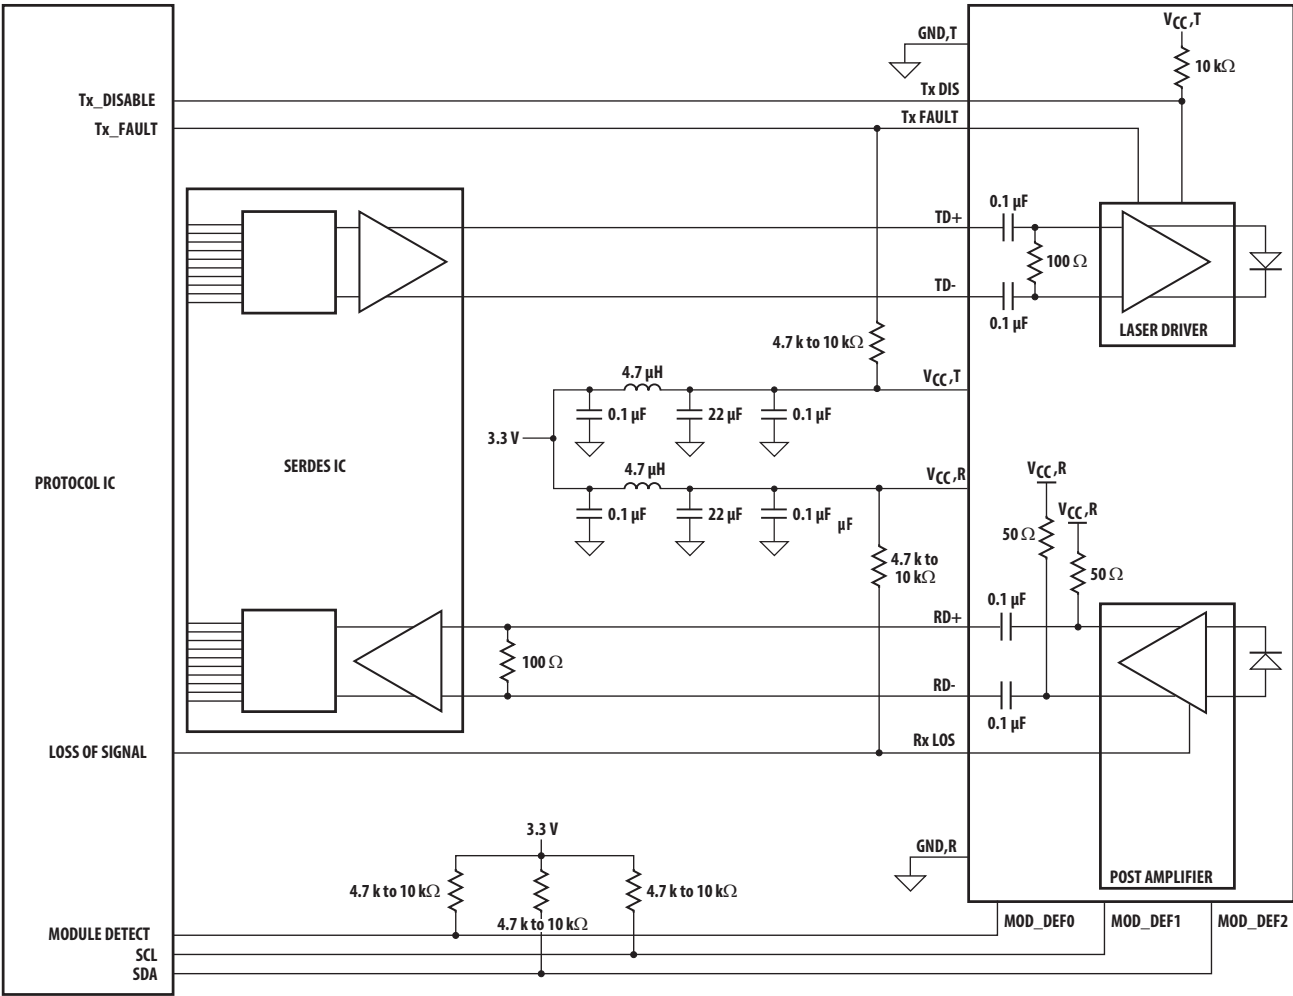 V_CC,T
GND,T
10 kΩ
Tx_DISABLE
Tx DIS
Tx_FAULT
Tx FAULT
0.1 µF
TD+
100 Ω
TD-
0.1 µF
LASER DRIVER
4.7 k to 10 kΩ
4.7 µH
V_CC,T
0.1 µF
22 µF
0.1 µF
3.3 V
SERDES IC
PROTOCOL IC
4.7 µH
V_CC,R
V_CC,R
0.1 µF
22 µF
0.1 µF
µF
V_CC,R
50 Ω
4.7 k to
10 kΩ
50 Ω
0.1 µF
RD+
100 Ω
RD-
0.1 µF
LOSS OF SIGNAL
Rx LOS
3.3 V
GND,R
4.7 k to 10 kΩ
4.7 k to 10 kΩ
POST AMPLIFIER
4.7 k to 10 kΩ
MODULE DETECT
MOD_DEF0
MOD_DEF1
MOD_DEF2
SCL
SDA